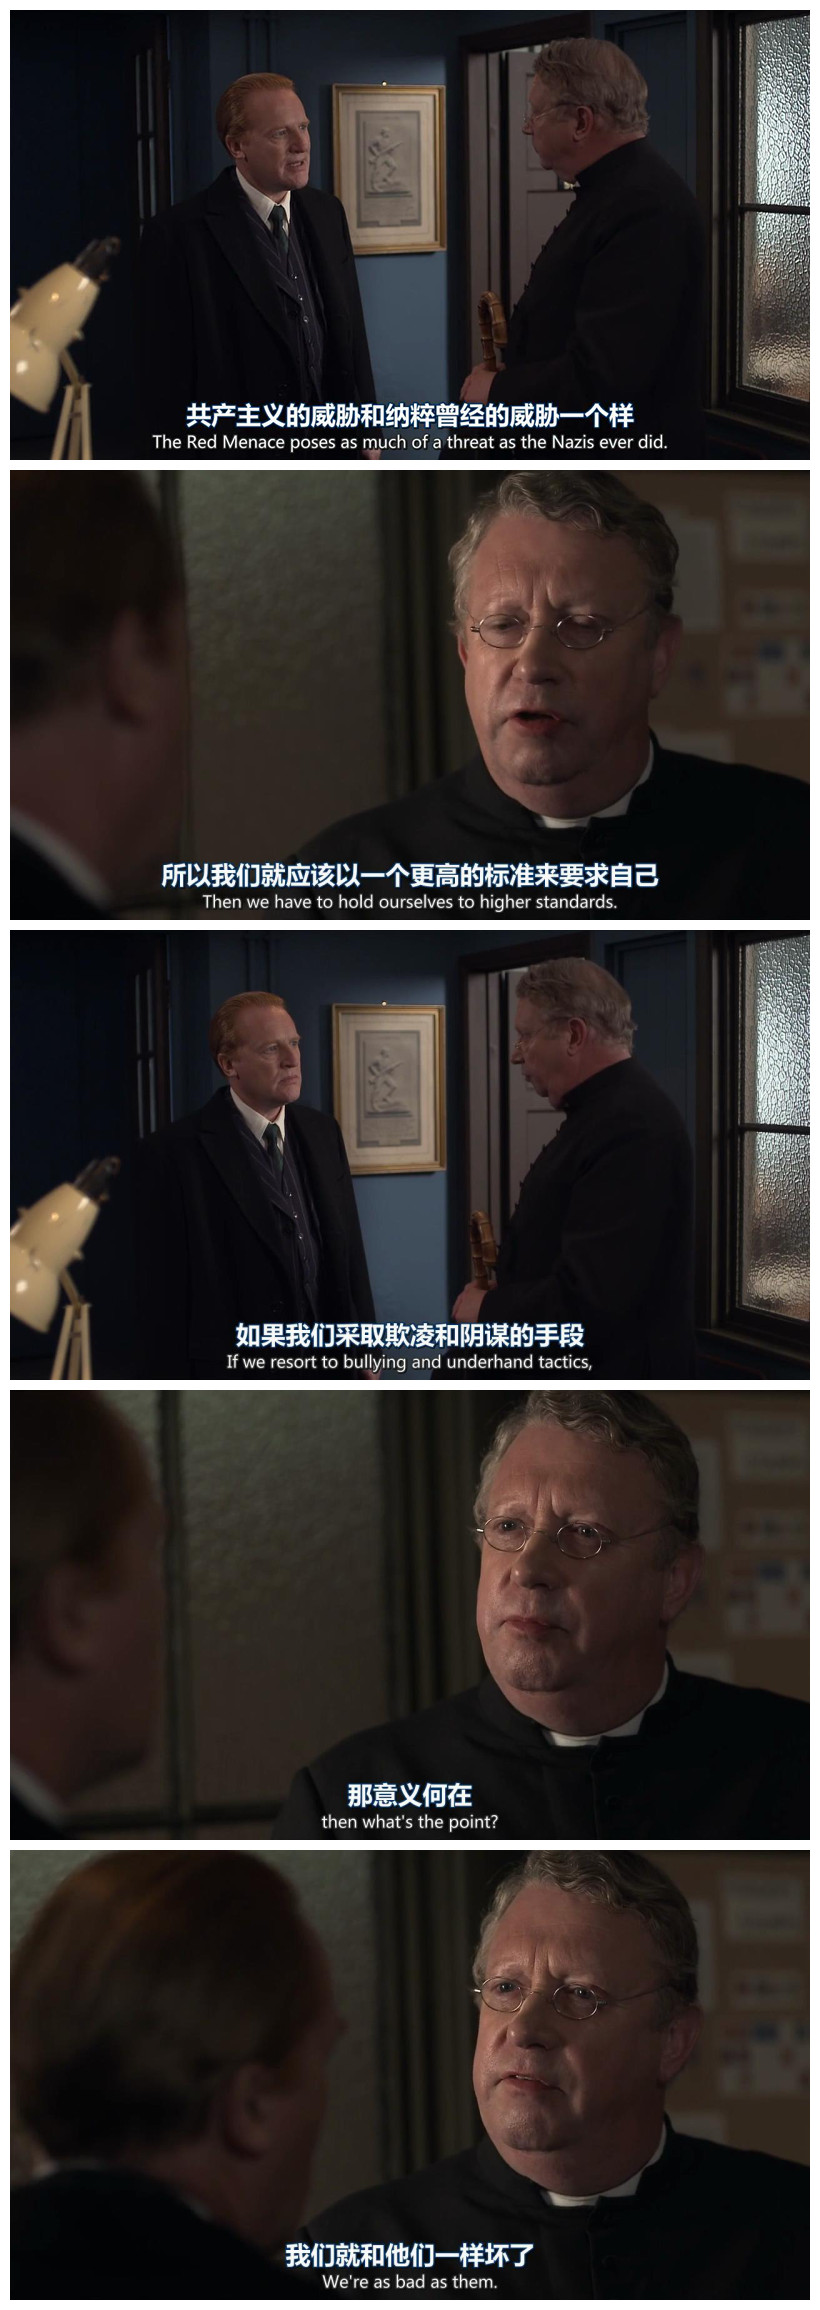 共产主义的威胁和纳粹曾经的威胁一个样
The Red Menace poses as much of a threat as the Nazis ever did.
所以我们就应该以一个更高的标准来要求自己
Then we have to hold ourselves to higher standards.
如果我们采取欺凌和阴谋的手段
If we resort to bullying and underhand tactics,
那意义何在
then what's the point?
我们就和他们一样坏了
We're as bad as them.